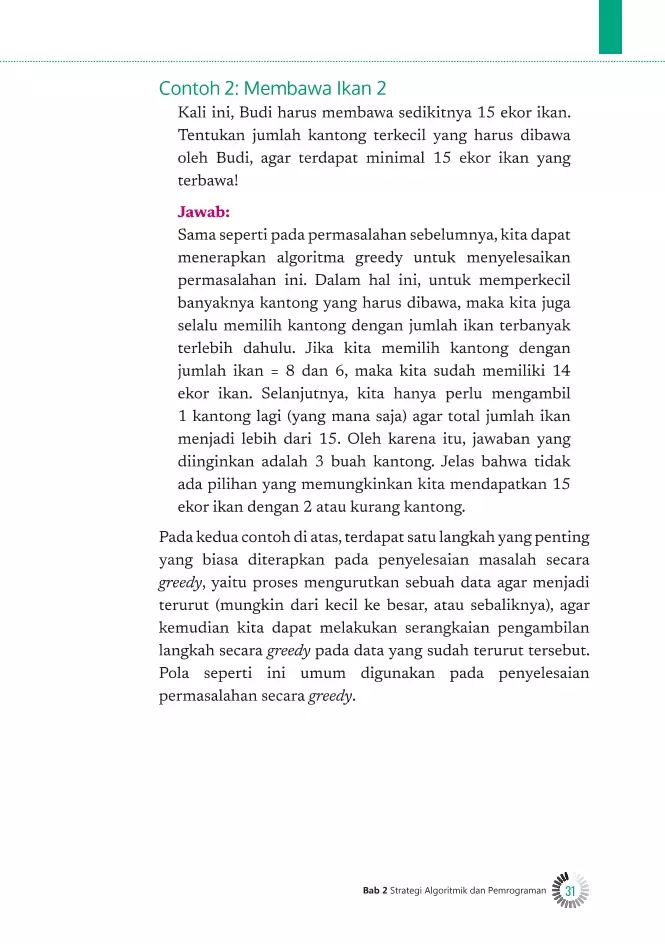 Contoh 2: Membawa Ikan 2
Kali ini, Budi harus membawa sedikitnya 15 ekor ikan.
Tentukan jumlah kantong terkecil yang harus dibawa
oleh Budi, agar terdapat minimal 15 ekor ikan yang
terbawa!
Jawab:
Sama seperti pada permasalahan sebelumnya, kita dapat
menerapkan algoritma greedy untuk menyelesaikan
permasalahan ini. Dalam hal ini, untuk memperkecil
banyaknya kantong yang harus dibawa, maka kita juga
selalu memilih kantong dengan jumlah ikan terbanyak
terlebih dahulu. Jika kita memilih kantong dengan
jumlah ikan = 8 dan 6, maka kita sudah memiliki 14
ekor ikan. Selanjutnya, kita hanya perlu mengambil
1 kantong lagi (yang mana saja) agar total jumlah ikan
menjadi lebih dari 15. Oleh karena itu, jawaban yang
diinginkan adalah 3 buah kantong. Jelas bahwa tidak
ada pilihan yang memungkinkan kita mendapatkan 15
ekor ikan dengan 2 atau kurang kantong.
Pada kedua contoh di atas, terdapat satu langkah yang penting
yang biasa diterapkan pada penyelesaian masalah secara
greedy, yaitu proses mengurutkan sebuah data agar menjadi
terurut (mungkin dari kecil ke besar, atau sebaliknya), agar
kemudian kita dapat melakukan serangkaian pengambilan
langkah secara greedy pada data yang sudah terurut tersebut.
Pola seperti ini umum digunakan pada penyelesaian
permasalahan secara greedy.
Bab 2 Strategi Algoritmik dan Pemrograman 31